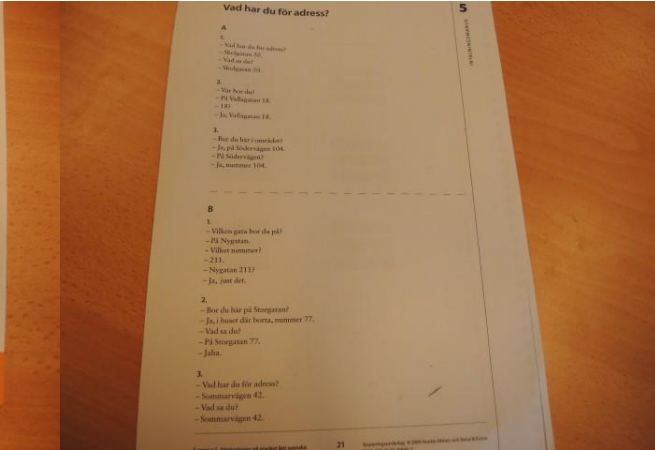 Vad har du för adress?
5
A
1.
– Vad har du för adress?
– Skolgatan 50.
– Vad sa du?
– Skolgatan 50.
2.
– Var bor du?
– På Vallagatan 18.
– 18?
– Ja, Vallagatan 18.
3.
– Bor du här i området?
– Ja, på Södervägen 104.
– På Södervägen?
– Ja, nummer 104.
B
1.
– Vilken gata bor du på?
– På Nygatan.
– Vilket nummer?
– 211.
– Nygatan 211?
– Ja, just det.
2.
– Bor du här på Storgatan?
– Ja, i huset där borta, nummer 77.
– Vad sa du?
– På Storgatan 77.
– Jaha.
3.
– Vad har du för adress?
– Sommarvägen 42.
– Vad sa du?
– Sommarvägen 42.
21